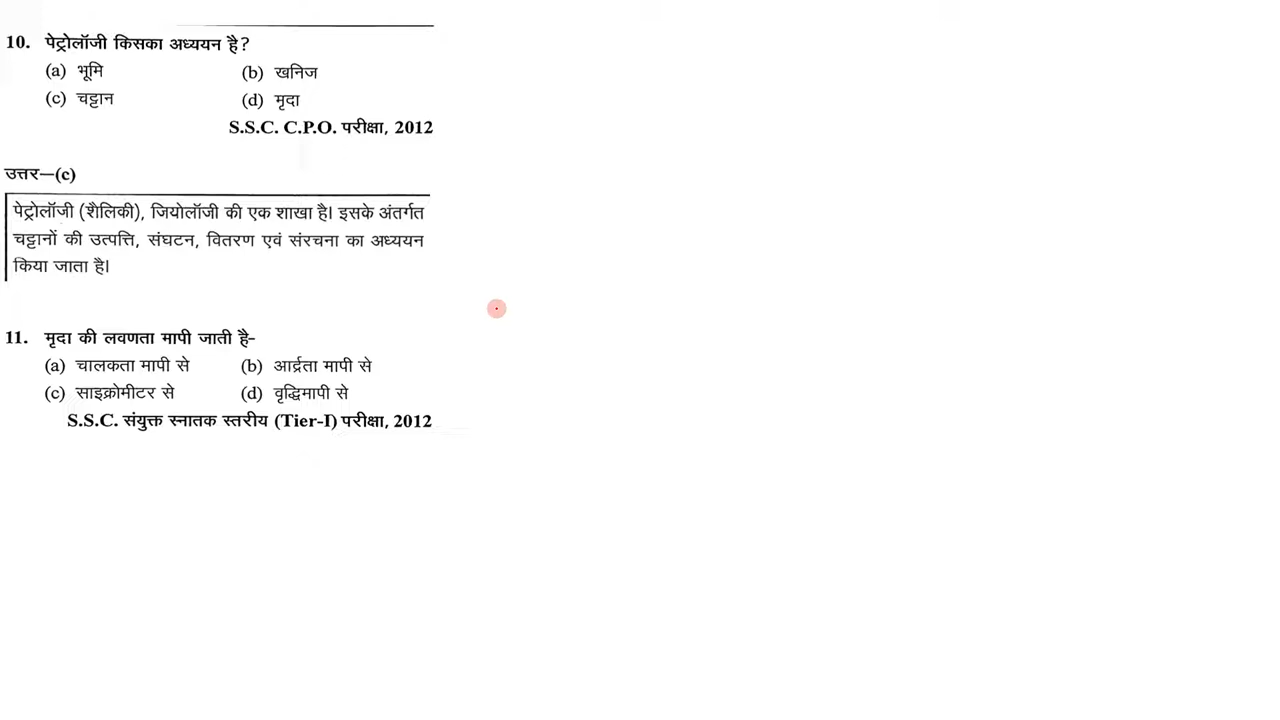 10. पेट्रोलॉजी किसका अध्ययन है?
(a) भूमि (b) खनिज
(c) चट्टान (d) मृदा
S.S.C. C.P.O. परीक्षा, 2012
उत्तर—(c)
पेट्रोलॉजी (शैलिकी), जियोलॉजी की एक शाखा है। इसके अंतर्गत
चट्टानों की उत्पत्ति, संघटन, वितरण एवं संरचना का अध्ययन
किया जाता है।
11. मृदा की लवणता मापी जाती है-
(a) चालकता मापी से (b) आर्द्रता मापी से
(c) साइक्रोमीटर से (d) वृद्धिमापी से
S.S.C. संयुक्त स्नातक स्तरीय (Tier-I) परीक्षा, 2012